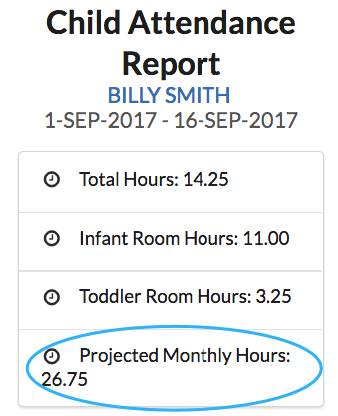 Child Attendance
Report
BILLY SMITH
1-SEP-2017 - 16-SEP-2017
Total Hours: 14.25
Infant Room Hours: 11.00
Toddler Room Hours: 3.25
Projected Monthly Hours:
26.75